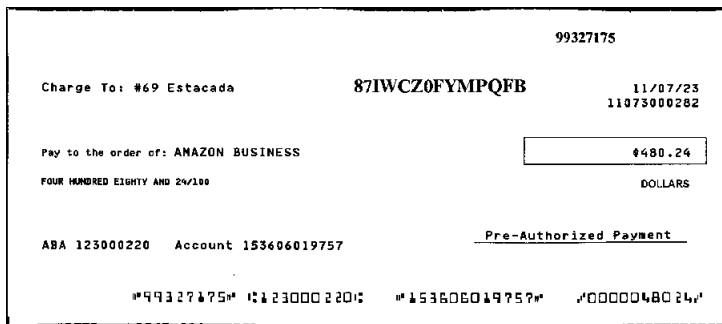 99327175
Charge To: #69 Estacada 87IWCZ0FYMPQFB 11/07/23
11073000282
Pay to the order of: AMAZON BUSINESS $480.24
FOUR HUNDRED EIGHTY AND 24/100 DOLLARS
Pre-Authorized Payment
ABA 123000220 Account 153606019757
⑈99327175⑈ ⑆123000220⑆ ⑈153606019757⑈ ⑇0000048024⑇